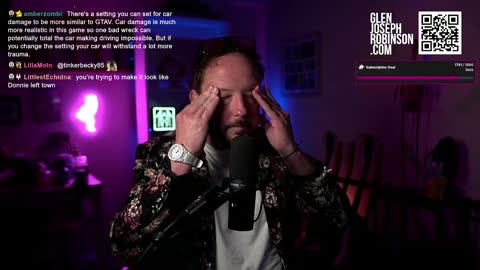 amberzombi: There's a setting you can set for car
damage to be more similar to GTAV. Car damage is much
more realistic in this game so one bad wreck can
potentially total the car making driving impossible. But
if you change the setting your car will withstand a lot more
trauma.
LillaMoln: @tinkerbecky85
LittlestEchidna: you're trying to make it look like
Donnie left town
GLEN
JOSEPH
ROBINSON
.COM
Subscription Goal